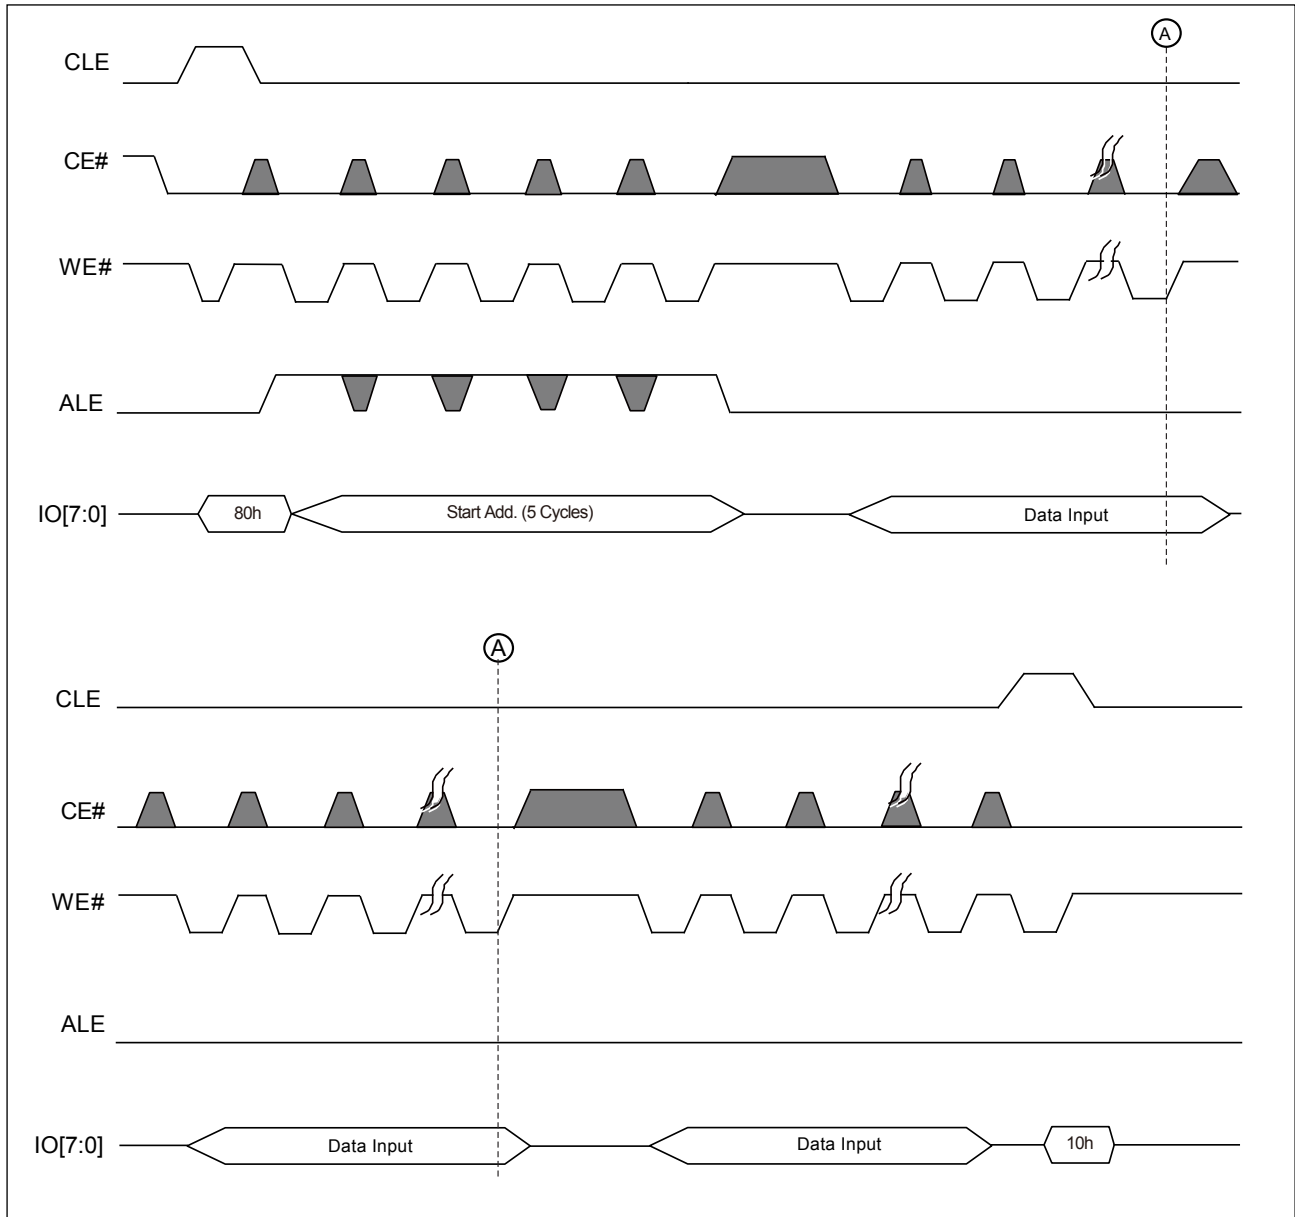 A
CLE
CE#
WE#
ALE
IO[7:0]
80h
Start Add. (5 Cycles)
Data Input
A
CLE
CE#
WE#
ALE
IO[7:0]
Data Input
Data Input
10h